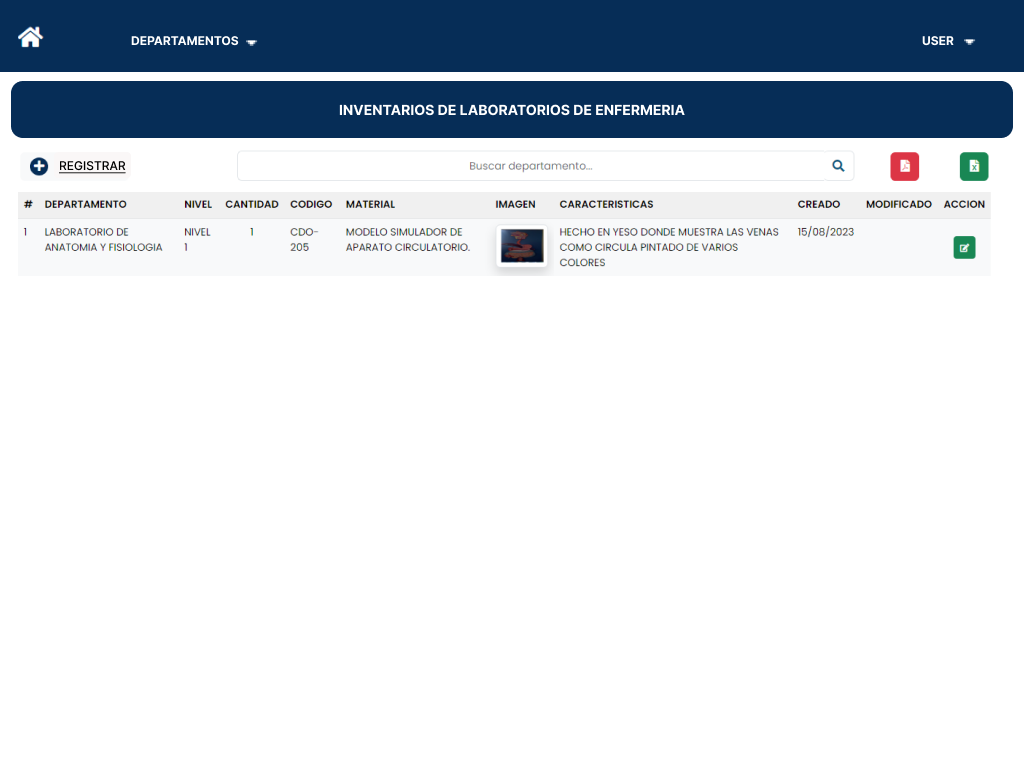 DEPARTAMENTOS
USER
INVENTARIOS DE LABORATORIOS DE ENFERMERIA
REGISTRAR
Buscar departamento...
# DEPARTAMENTO NIVEL CANTIDAD CODIGO MATERIAL IMAGEN CARACTERISTICAS CREADO MODIFICADO ACCION
1 LABORATORIO DE NIVEL 1 CDO- MODELO SIMULADOR DE HECHO EN YESO DONDE MUESTRA LAS VENAS 15/08/2023
ANATOMIA Y FISIOLOGIA 1 205 APARATO CIRCULATORIO. COMO CIRCULA PINTADO DE VARIOS
COLORES